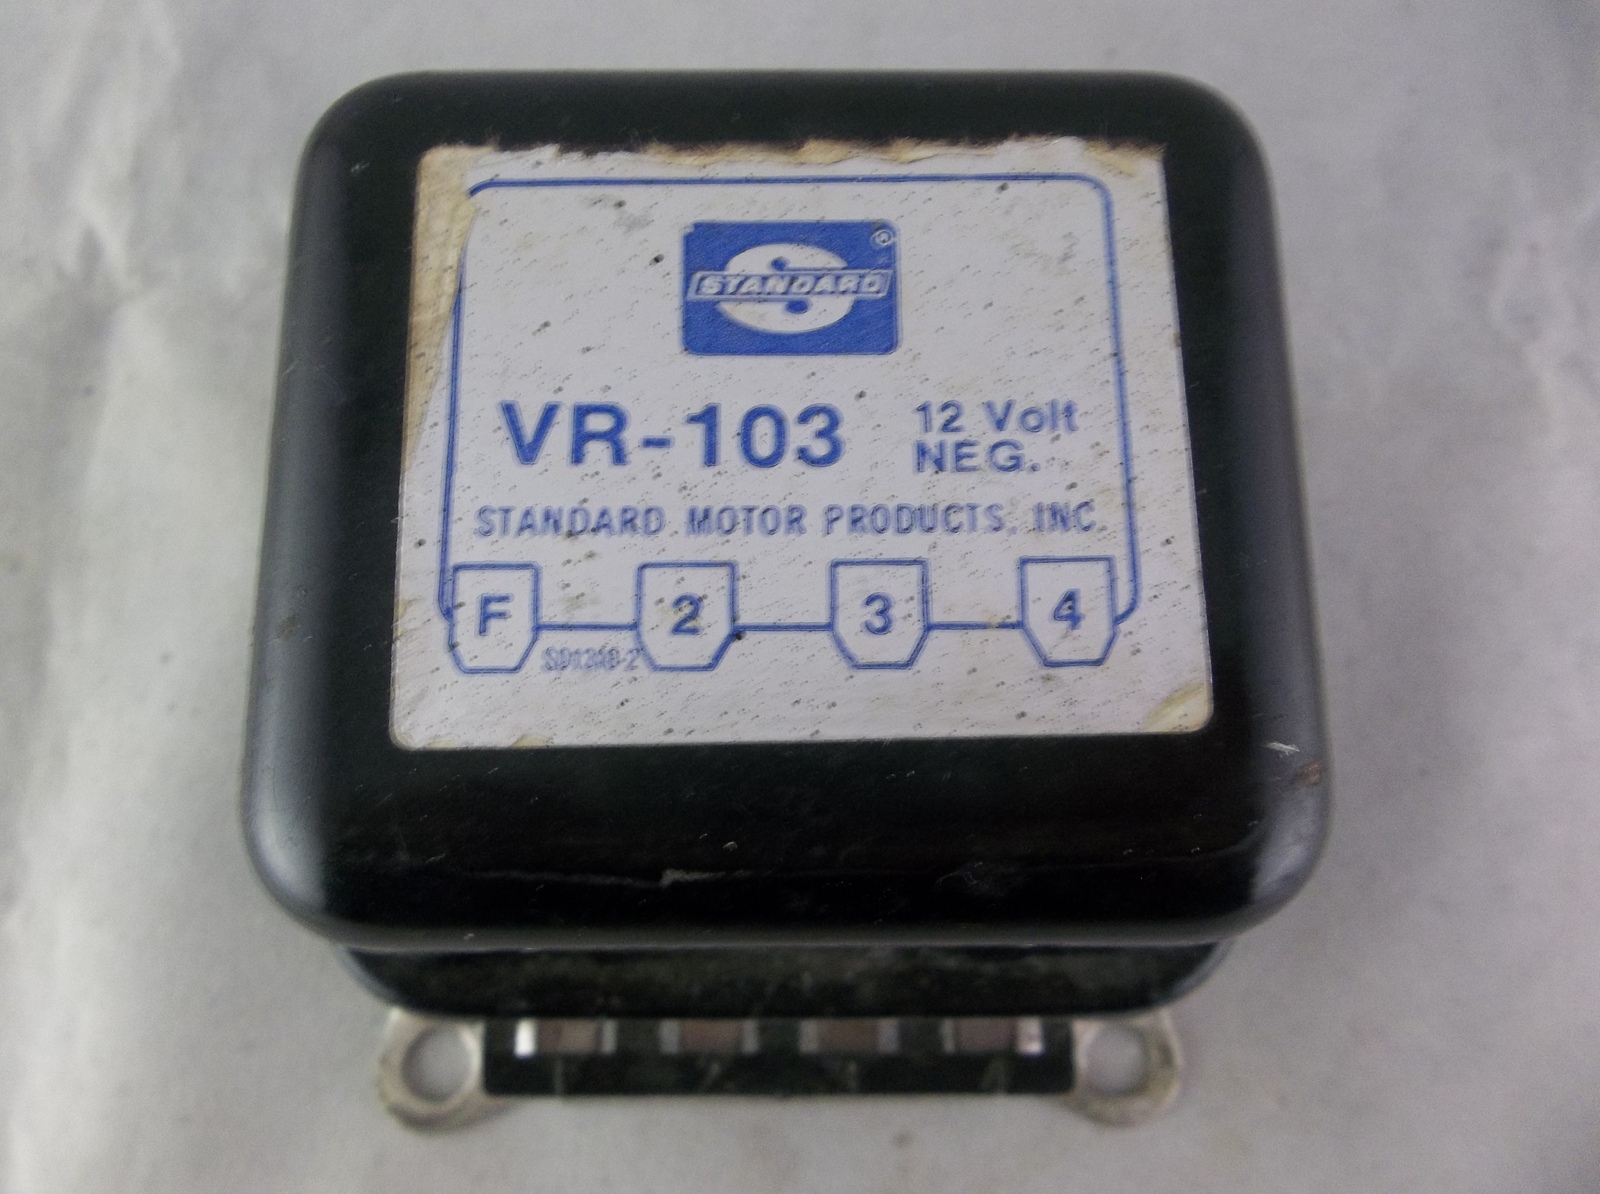 STANDARD
®
VR-103
12 Volt
NEG.
STANDARD MOTOR PRODUCTS, INC.
F 2 3 4